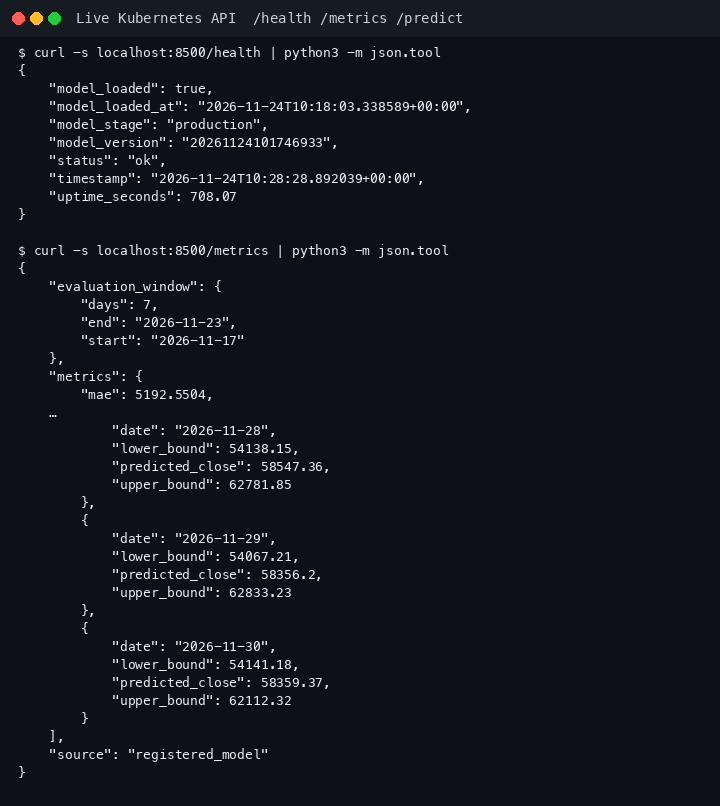 Live Kubernetes API  /health /metrics /predict
$ curl -s localhost:8500/health | python3 -m json.tool
{
    "model_loaded": true,
    "model_loaded_at": "2026-11-24T10:18:03.338589+00:00",
    "model_stage": "production",
    "model_version": "20261124101746933",
    "status": "ok",
    "timestamp": "2026-11-24T10:28:28.892039+00:00",
    "uptime_seconds": 708.07
}
$ curl -s localhost:8500/metrics | python3 -m json.tool
{
    "evaluation_window": {
        "days": 7,
        "end": "2026-11-23",
        "start": "2026-11-17"
    },
    "metrics": {
        "mae": 5192.5504,
    …
            "date": "2026-11-28",
            "lower_bound": 54138.15,
            "predicted_close": 58547.36,
            "upper_bound": 62781.85
        },
        {
            "date": "2026-11-29",
            "lower_bound": 54067.21,
            "predicted_close": 58356.2,
            "upper_bound": 62833.23
        },
        {
            "date": "2026-11-30",
            "lower_bound": 54141.18,
            "predicted_close": 58359.37,
            "upper_bound": 62112.32
        }
    ],
    "source": "registered_model"
}